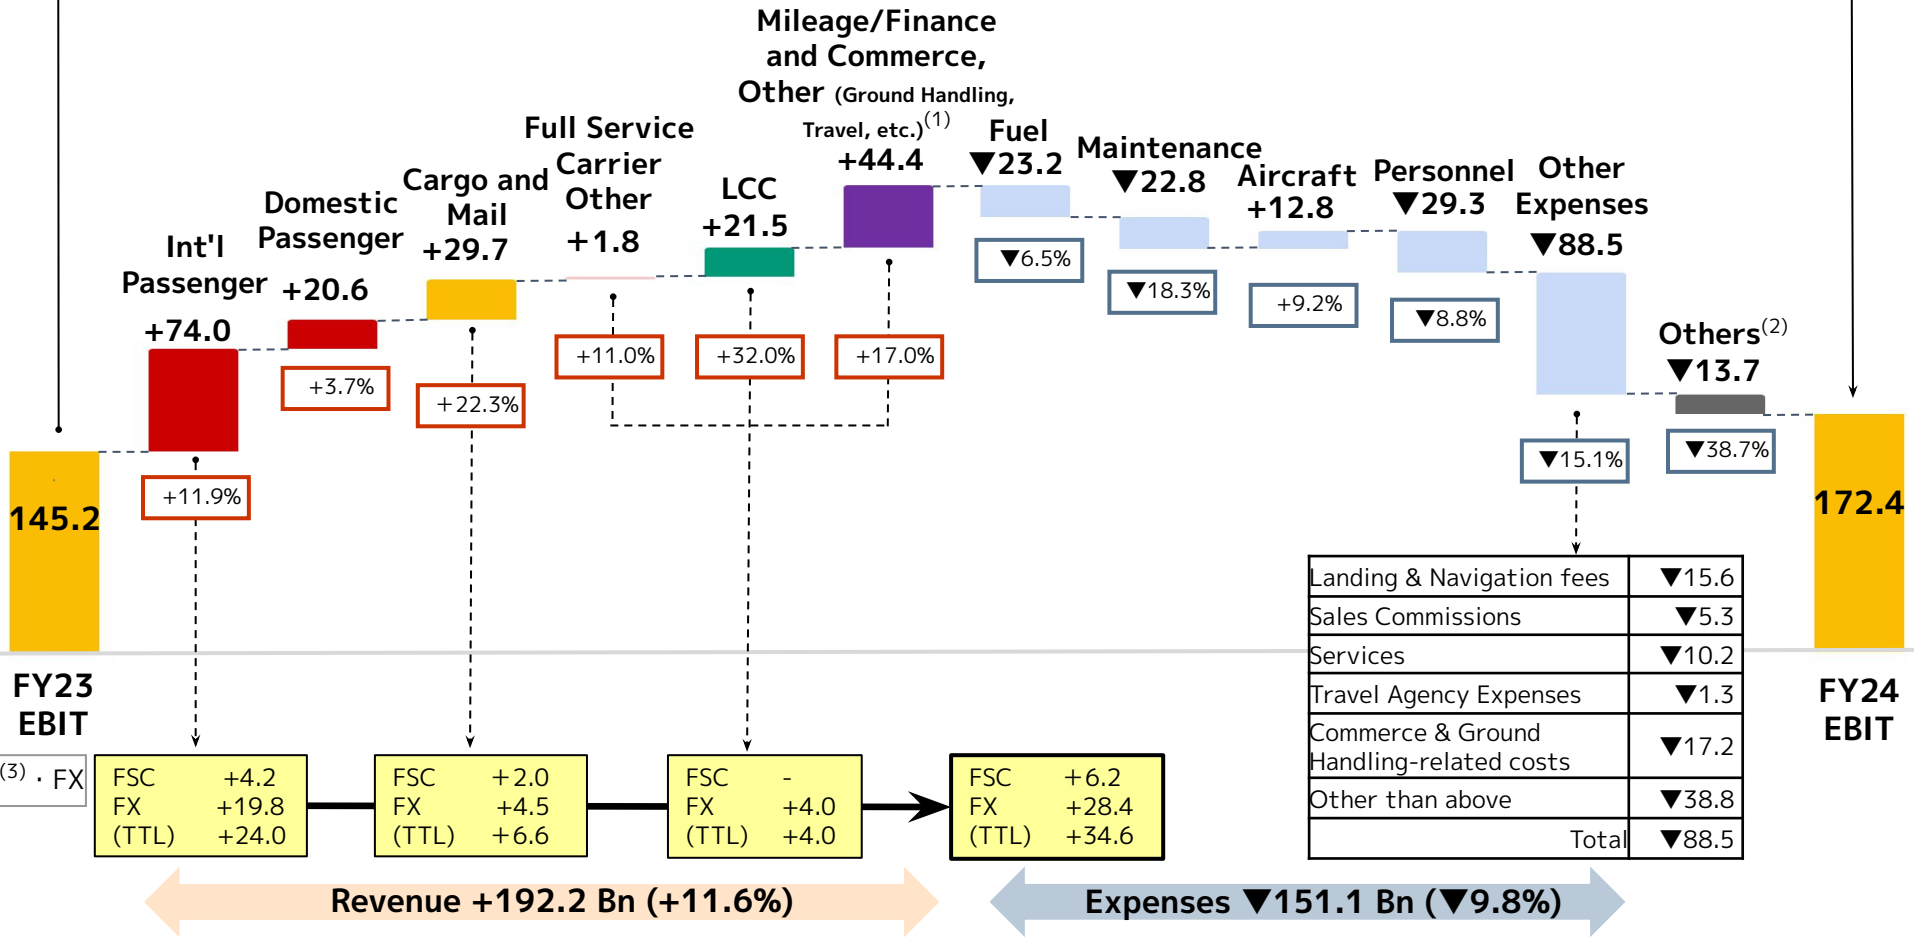 Mileage/Finance
and Commerce,
Other (Ground Handling,
Travel, etc.)(1)
+44.4
Int'l
Passenger
+74.0
Domestic
Passenger
+20.6
Cargo and
Mail
+29.7
Full Service
Carrier
Other
+1.8
LCC
+21.5
Fuel
▼23.2
Maintenance
▼22.8
Aircraft
+12.8
Personnel
▼29.3
Other
Expenses
▼88.5
Others(2)
▼13.7
+11.9%
+3.7%
+22.3%
+11.0%
+32.0%
+17.0%
▼6.5%
▼18.3%
+9.2%
▼8.8%
▼15.1%
▼38.7%
145.2
172.4
FY23
EBIT
FY24
EBIT
Landing & Navigation fees ▼15.6
Sales Commissions ▼5.3
Services ▼10.2
Travel Agency Expenses ▼1.3
Commerce & Ground
Handling-related costs ▼17.2
Other than above ▼38.8
Total ▼88.5
(3) · FX
FSC +4.2
FX +19.8
(TTL) +24.0
FSC +2.0
FX +4.5
(TTL) +6.6
FSC -
FX +4.0
(TTL) +4.0
FSC +6.2
FX +28.4
(TTL) +34.6
Revenue +192.2 Bn (+11.6%)
Expenses ▼151.1 Bn (▼9.8%)